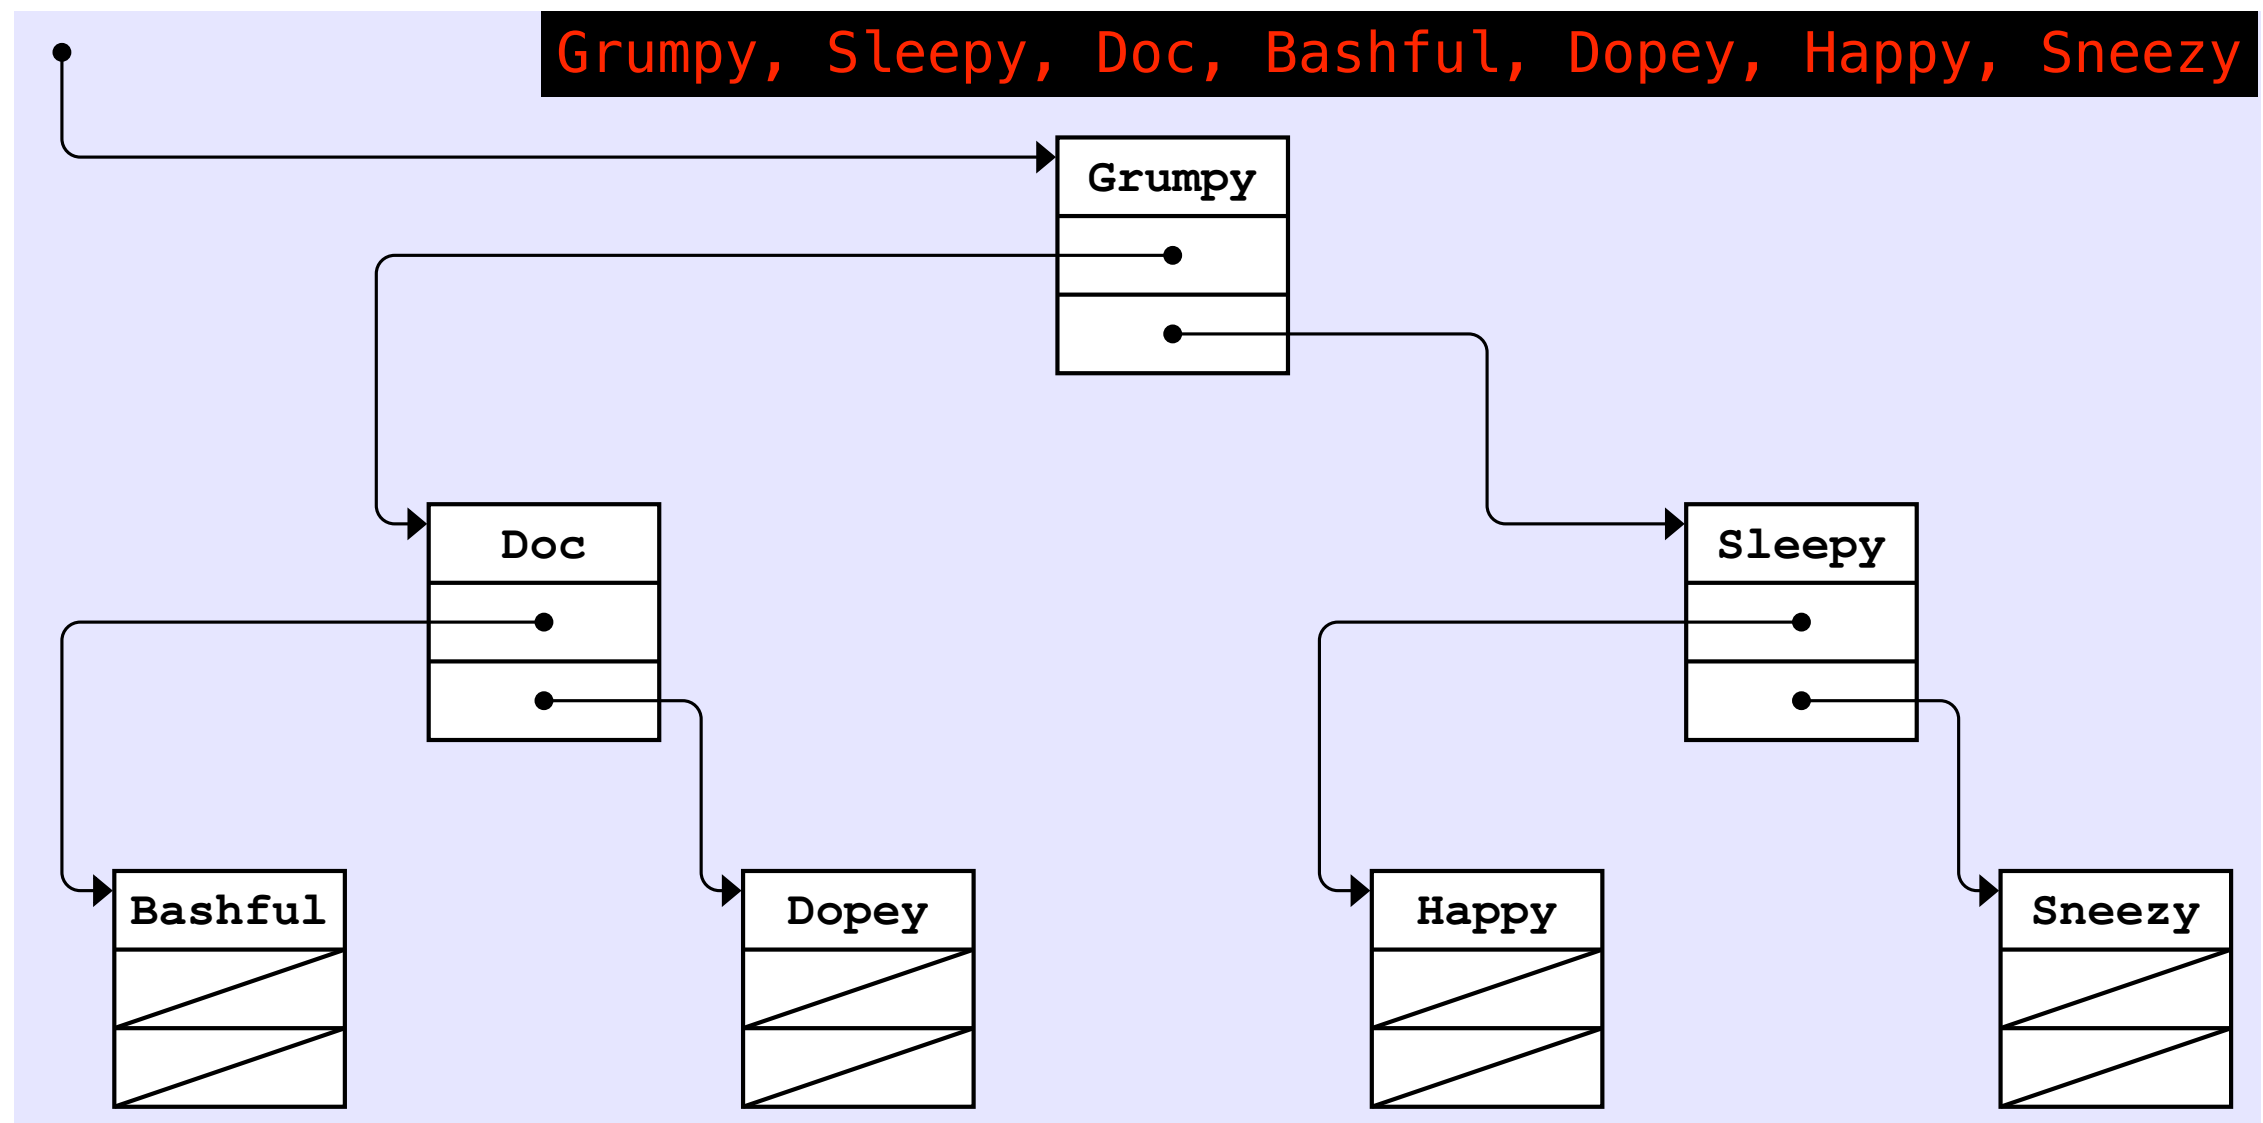 Grumpy, Sleepy, Doc, Bashful, Dopey, Happy, Sneezy
Grumpy
Doc
Sleepy
Bashful
Dopey
Happy
Sneezy